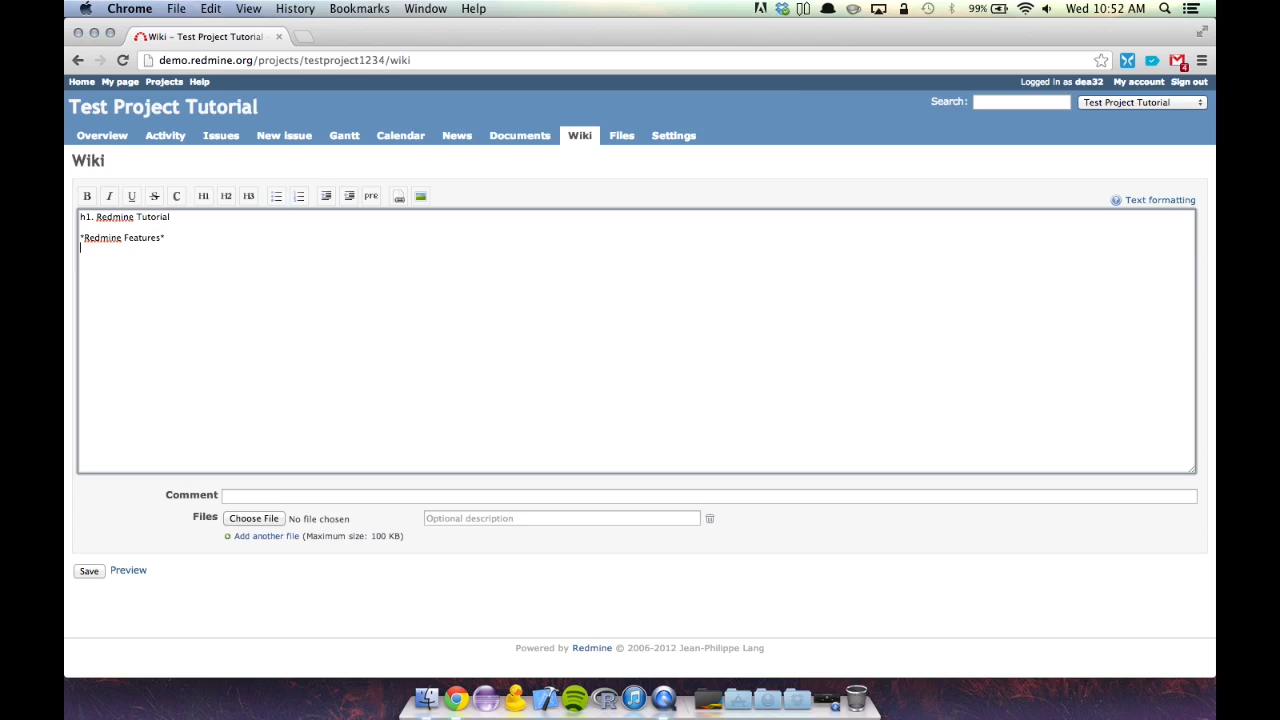 Chrome File Edit View History Bookmarks Window Help 99% Wed 10:52 AM
Wiki – Test Project Tutorial
demo.redmine.org/projects/testproject1234/wiki 4
Home My page Projects Help Logged in as dea32 My account Sign out
Test Project Tutorial Search: Test Project Tutorial
Overview Activity Issues New issue Gantt Calendar News Documents Wiki Files Settings
Wiki
B I U S C H1 H2 H3 pre Text formatting
h1. Redmine Tutorial
*Redmine Features*
Comment
Files Choose File No file chosen Optional description
Add another file (Maximum size: 100 KB)
Save Preview
Powered by Redmine © 2006-2012 Jean-Philippe Lang